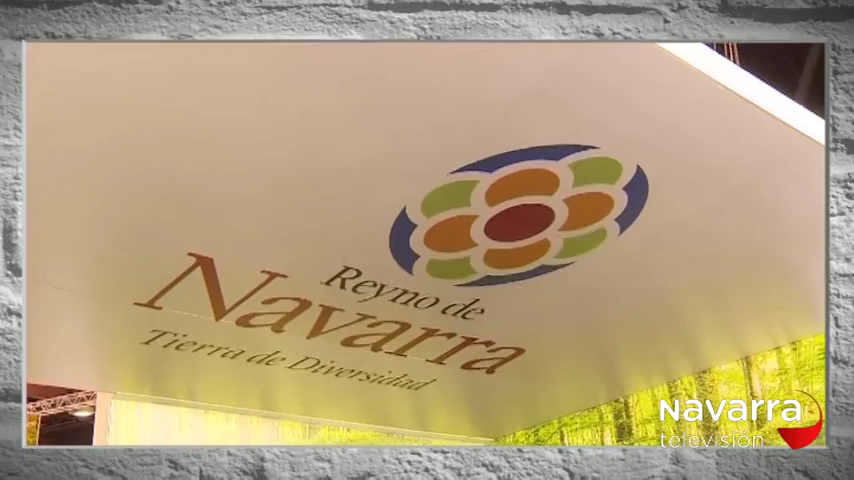 Reyno de
Navarra
Tierra de Diversidad
Navarra
televisión